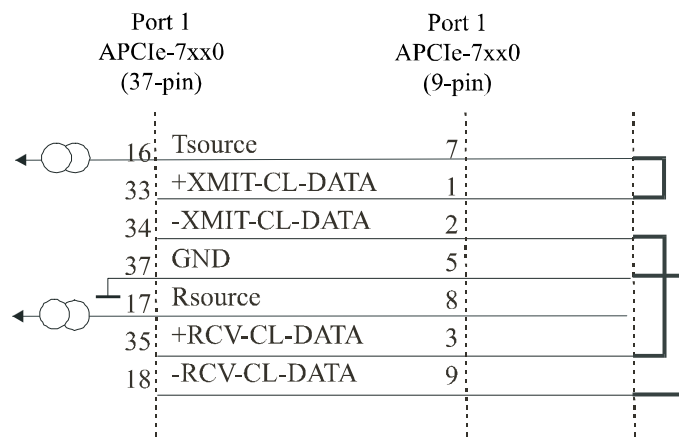 Port 1 Port 1
APCIe-7xx0 APCIe-7xx0
(37-pin) (9-pin)
16 Tsource 7
33 +XMIT-CL-DATA 1
34 -XMIT-CL-DATA 2
37 GND 5
17 Rsource 8
35 +RCV-CL-DATA 3
18 -RCV-CL-DATA 9